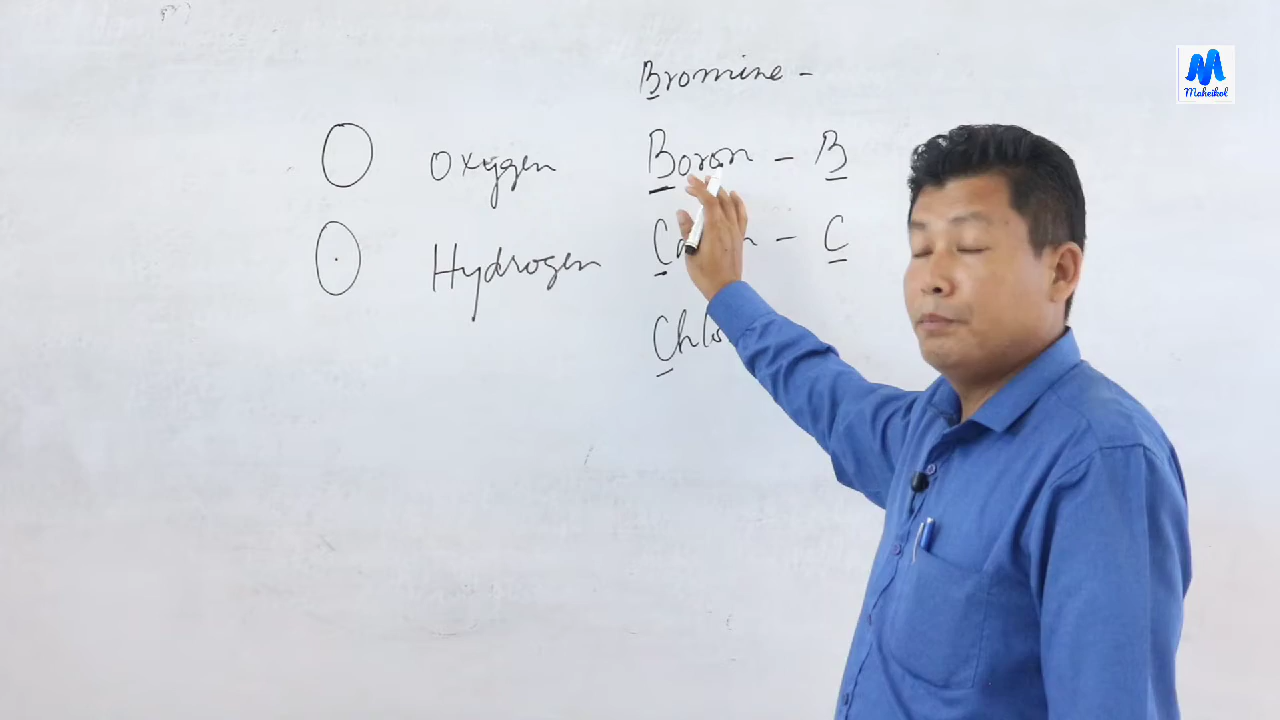 Bromine -
O Oxygen Boron - B
Hydrogen - C
M
Maheikol